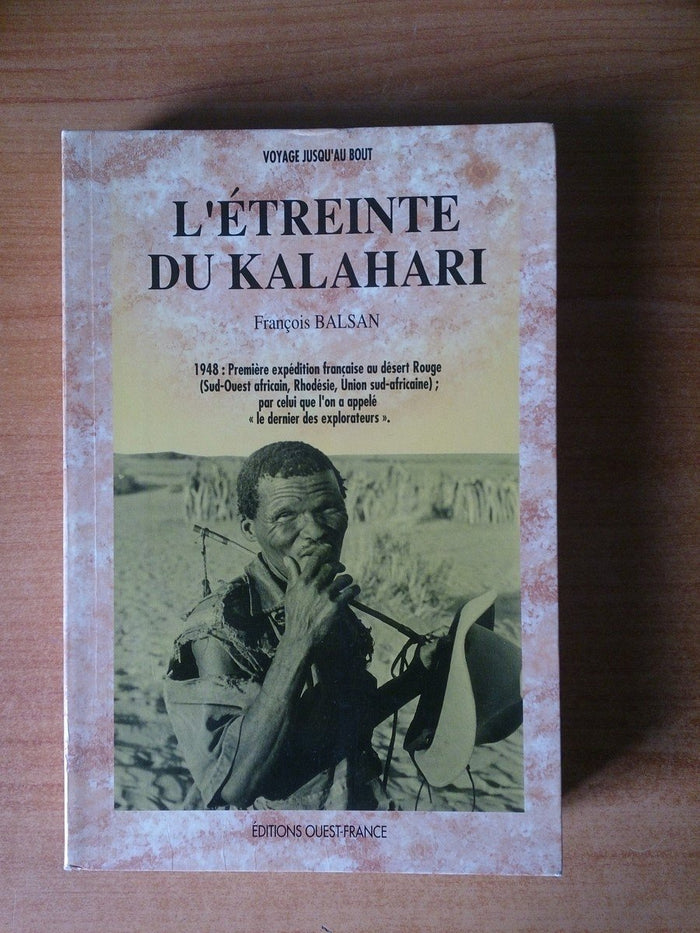 VOYAGE JUSQU'AU BOUT
L'ÉTREINTE
DU KALAHARI
François BALSAN
1948 : Première expédition française au désert Rouge
(Sud-Ouest africain, Rhodésie, Union sud-africaine) ;
par celui que l'on a appelé
« le dernier des explorateurs ».
ÉDITIONS OUEST-FRANCE